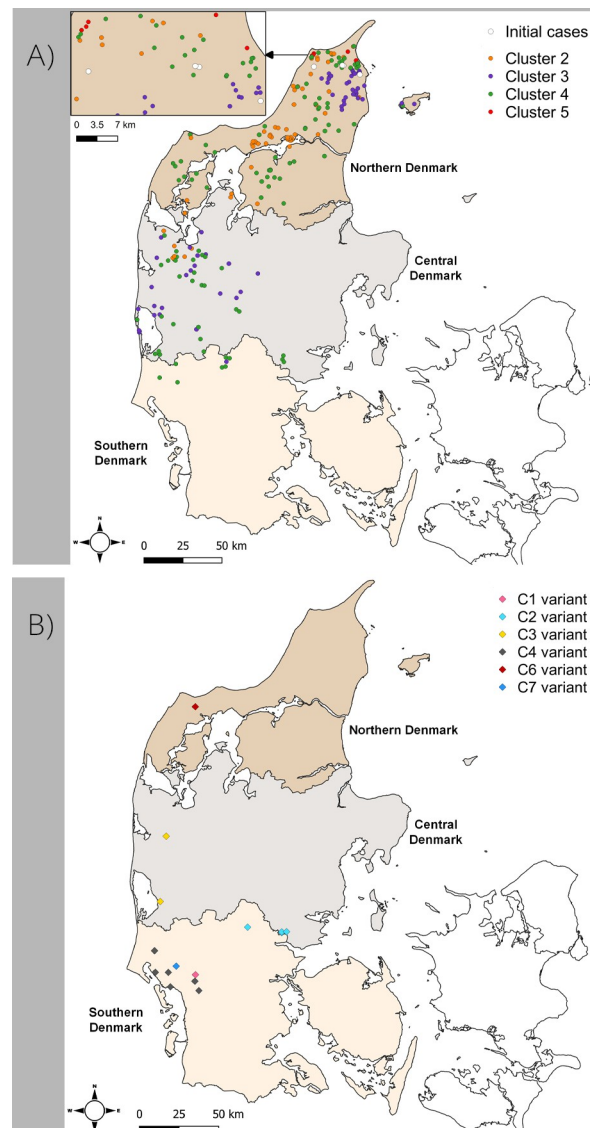 A)
Initial cases
Cluster 2
Cluster 3
Cluster 4
Cluster 5
0 3.5 7 km
Northern Denmark
Central
Denmark
Southern
Denmark
N
W E
S
0 25 50 km
B)
C1 variant
C2 variant
C3 variant
C4 variant
C6 variant
C7 variant
Northern Denmark
Central
Denmark
Southern
Denmark
N
W E
S
0 25 50 km